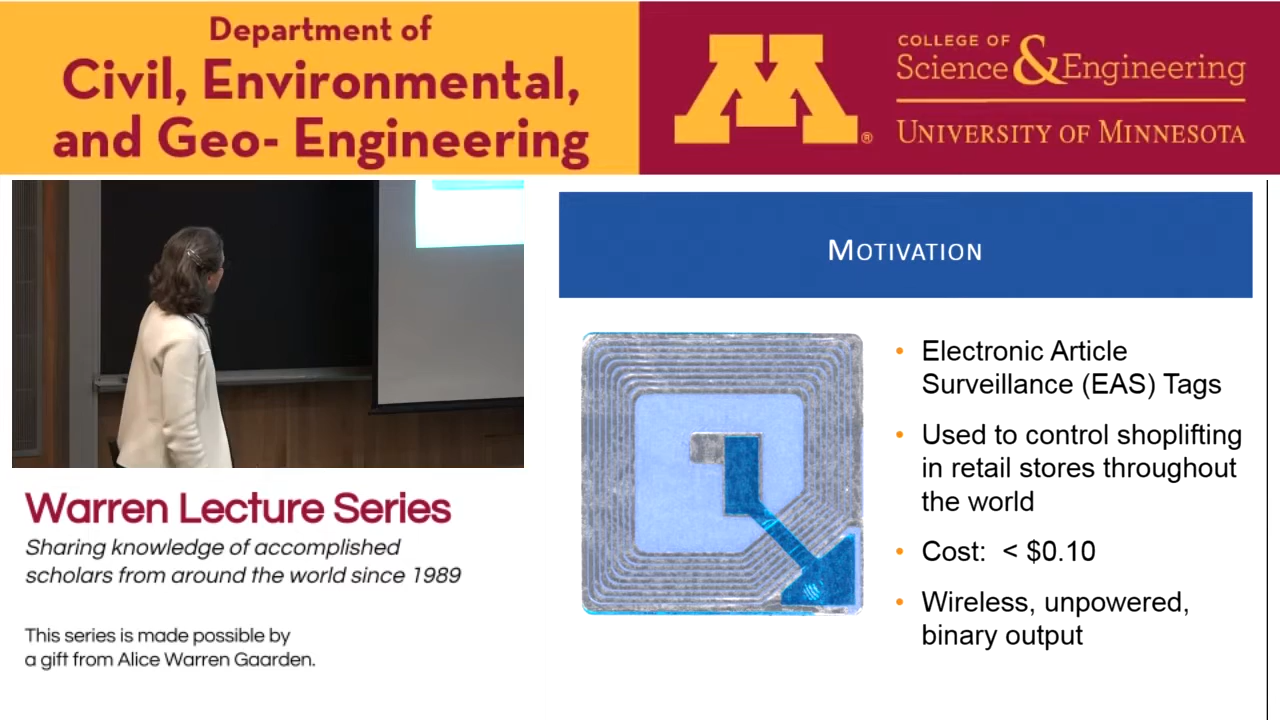 Department of
Civil, Environmental,
and Geo- Engineering
M®
COLLEGE OF
Science & Engineering
UNIVERSITY OF MINNESOTA
MOTIVATION
• Electronic Article
Surveillance (EAS) Tags
• Used to control shoplifting
in retail stores throughout
the world
• Cost: < $0.10
• Wireless, unpowered,
binary output
Warren Lecture Series
Sharing knowledge of accomplished
scholars from around the world since 1989
This series is made possible by
a gift from Alice Warren Gaarden.